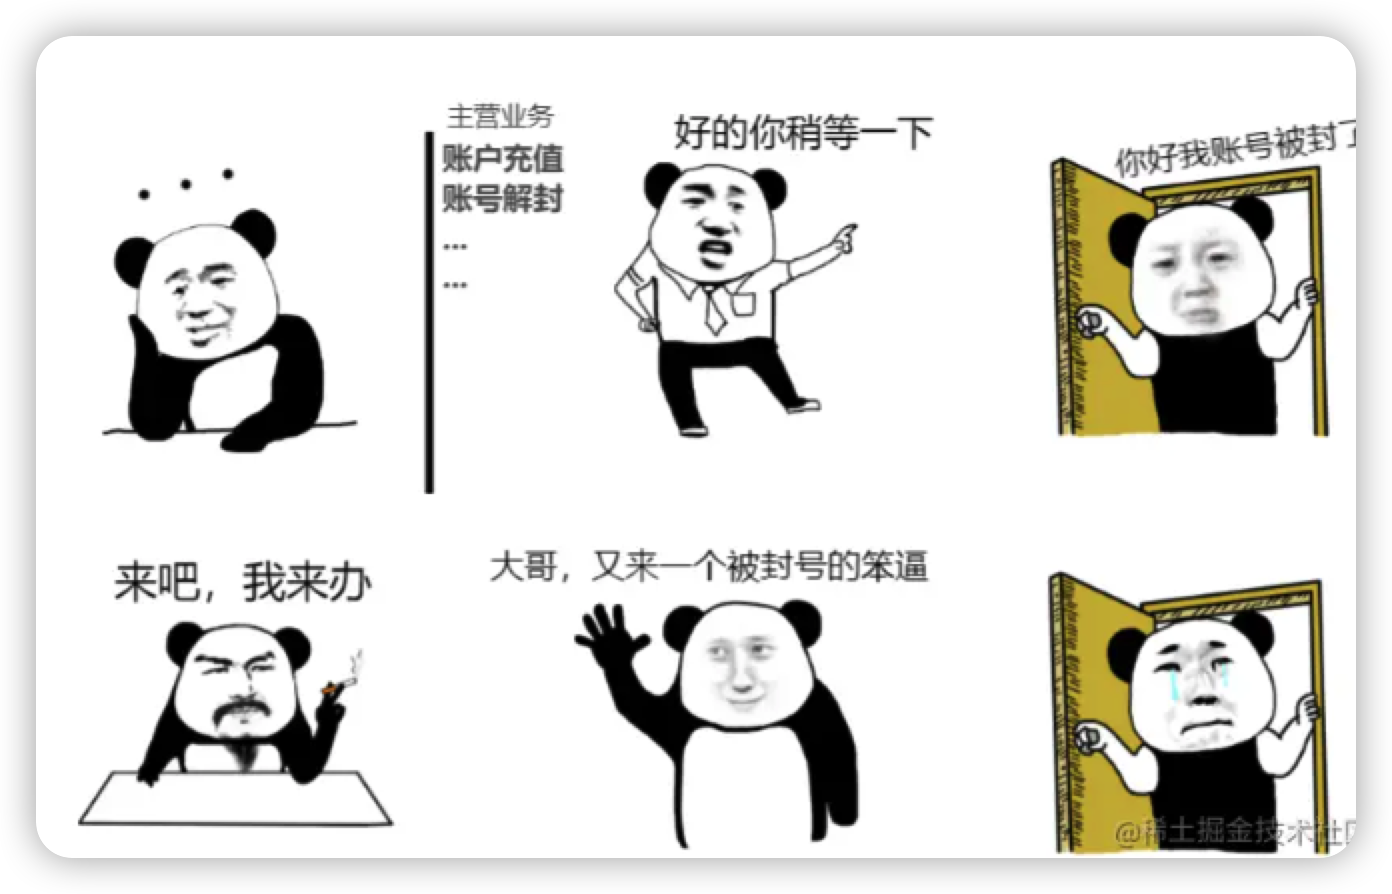 主营业务
账户充值
账号解封
...
...
好的你稍等一下
你好我账号被封了
来吧，我来办
大哥，又来一个被封号的笨逼
@稀土掘金技术社区